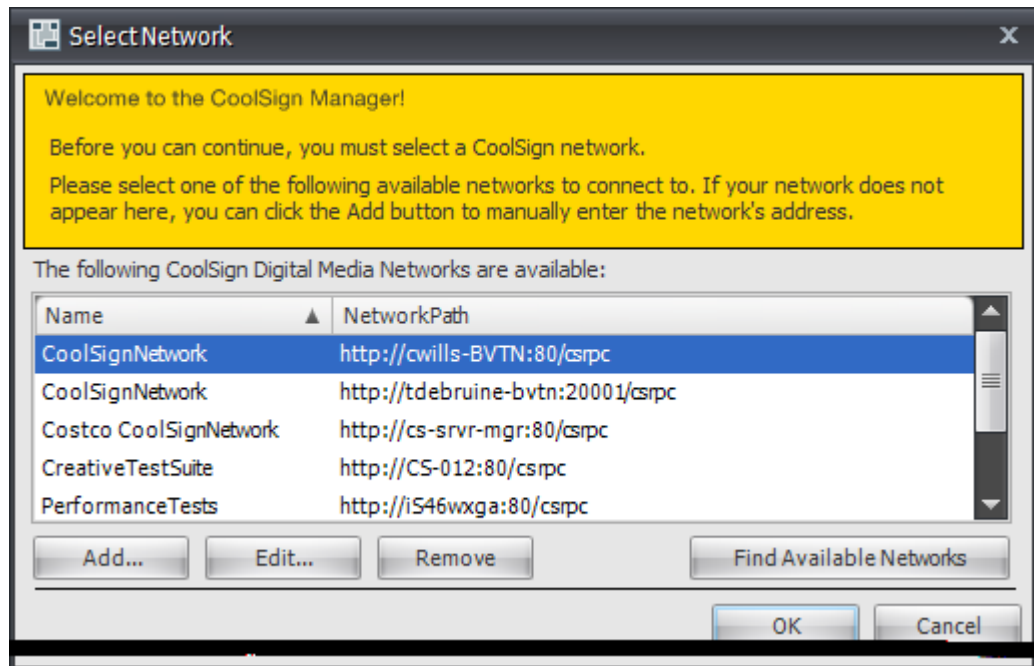 Select Network
x
Welcome to the CoolSign Manager!
Before you can continue, you must select a CoolSign network.
Please select one of the following available networks to connect to. If your network does not
appear here, you can click the Add button to manually enter the network's address.
The following CoolSign Digital Media Networks are available:
Name NetworkPath
CoolSignNetwork http://cwills-BVTN:80/csrpc
CoolSignNetwork http://tdebruine-bvtn:20001/csrpc
Costco CoolSignNetwork http://cs-srvr-mgr:80/csrpc
CreativeTestSuite http://CS-012:80/csrpc
PerformanceTests http://iS46wxga:80/csrpc
Add... Edit... Remove Find Available Networks
OK Cancel